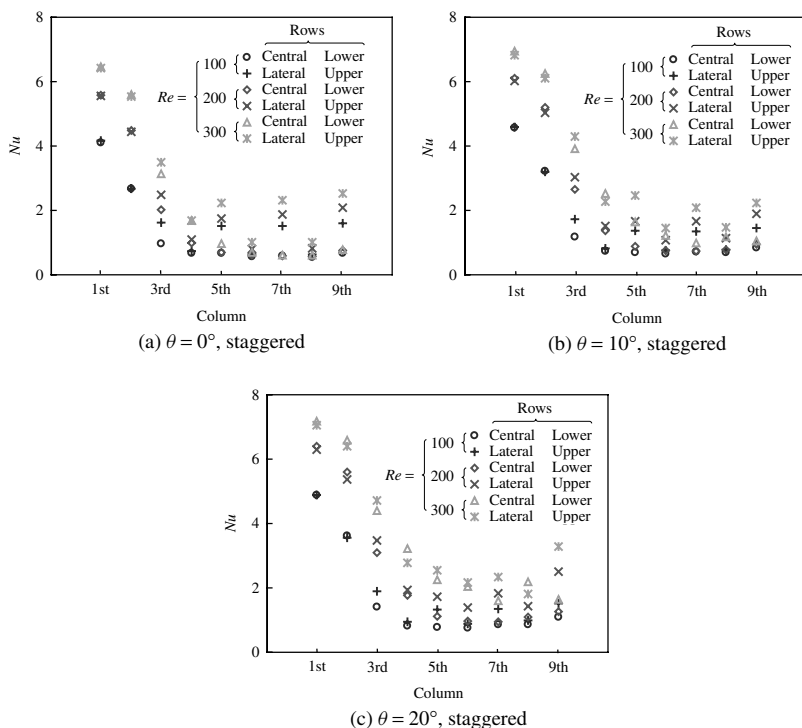 8
6
4
2
0
Nu
1st
3rd
5th
7th
9th
Column
Rows
Re =
100
Central Lower
Lateral Upper
200
Central Lower
Lateral Upper
300
Central Lower
Lateral Upper
(a) θ = 0°, staggered
8
6
4
2
0
Nu
1st
3rd
5th
7th
9th
Column
Rows
Re =
100
Central Lower
Lateral Upper
200
Central Lower
Lateral Upper
300
Central Lower
Lateral Upper
(b) θ = 10°, staggered
8
6
4
2
0
Nu
1st
3rd
5th
7th
9th
Column
Rows
Re =
100
Central Lower
Lateral Upper
200
Central Lower
Lateral Upper
300
Central Lower
Lateral Upper
(c) θ = 20°, staggered